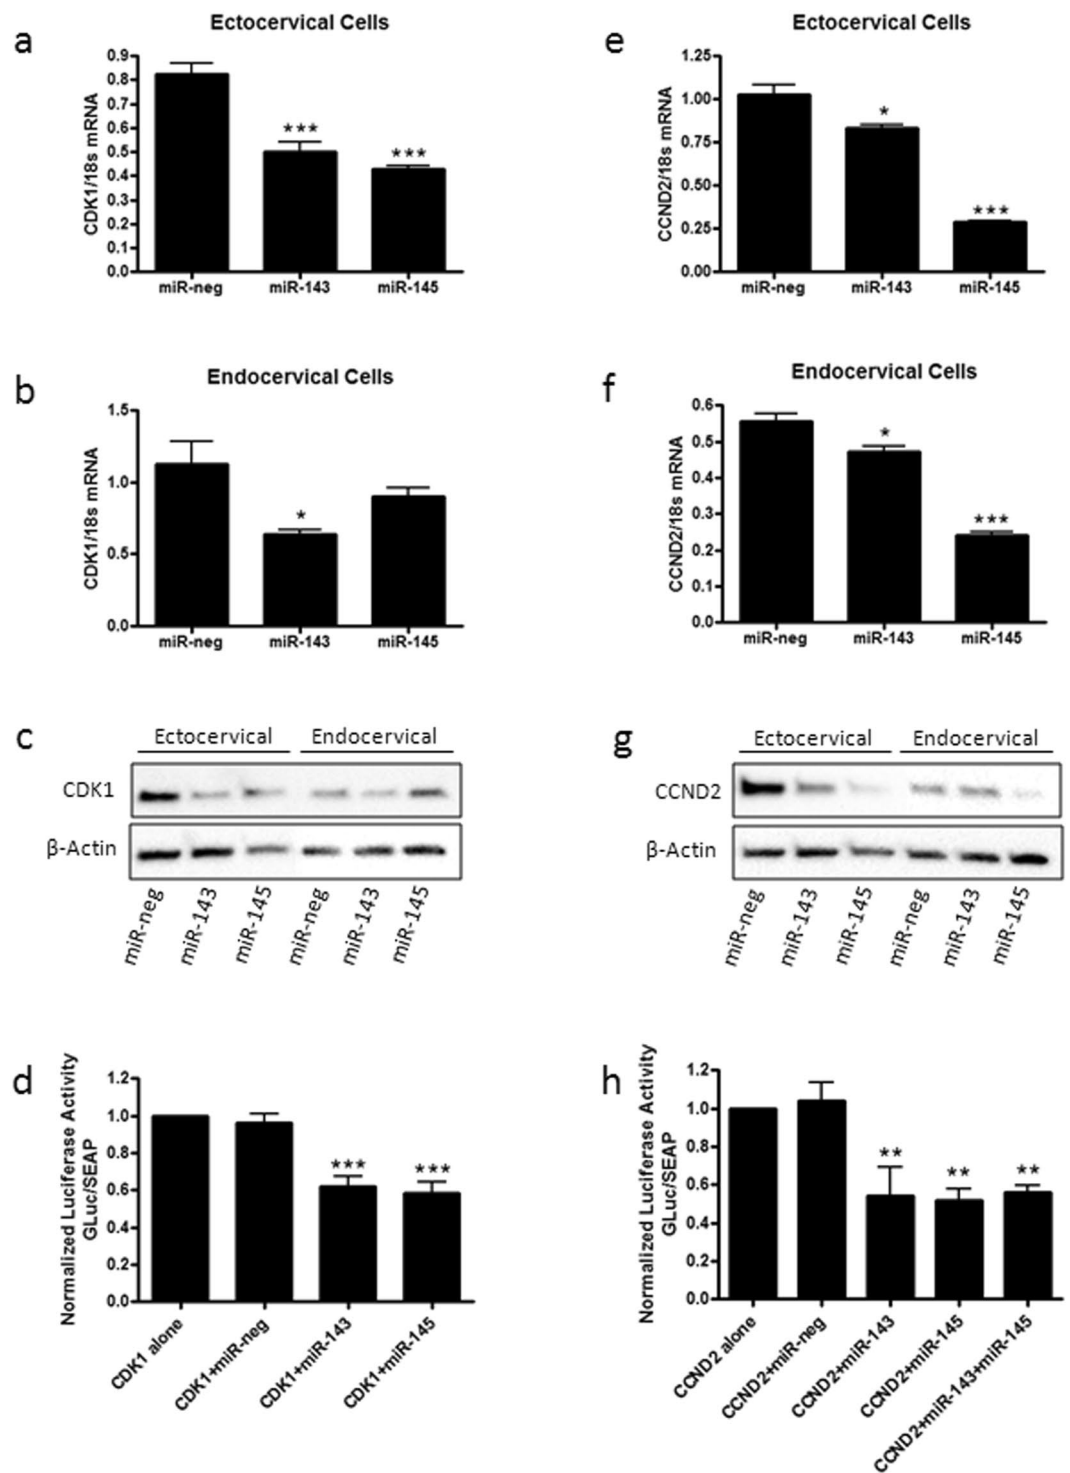 a
Ectocervical Cells
CDK1/18s mRNA
0.9
0.8
0.7
0.6
0.5
0.4
0.3
0.2
0.1
0.0
***
***
miR-neg miR-143 miR-145
b
Endocervical Cells
CDK1/18s mRNA
1.5
1.0
0.5
0.0
*
miR-neg miR-143 miR-145
c
Ectocervical Endocervical
CDK1
β-Actin
miR-neg miR-143 miR-145 miR-neg miR-143 miR-145
d
Normalized Luciferase Activity
GLuc/SEAP
1.2
1.0
0.8
0.6
0.4
0.2
0.0
*** ***
CDK1 alone
CDK1+miR-neg
CDK1+miR-143
CDK1+miR-145
e
Ectocervical Cells
CCND2/18s mRNA
1.25
1.00
0.75
0.50
0.25
0.00
*
***
miR-neg miR-143 miR-145
f
Endocervical Cells
CCND2/18s mRNA
0.6
0.5
0.4
0.3
0.2
0.1
0.0
*
***
miR-neg miR-143 miR-145
g
Ectocervical Endocervical
CCND2
β-Actin
miR-neg miR-143 miR-145 miR-neg miR-143 miR-145
h
Normalized Luciferase Activity
GLuc/SEAP
1.2
1.0
0.8
0.6
0.4
0.2
0.0
** ** **
CCND2 alone
CCND2+miR-neg
CCND2+miR-143
CCND2+miR-145
CCND2+miR-143+miR-145